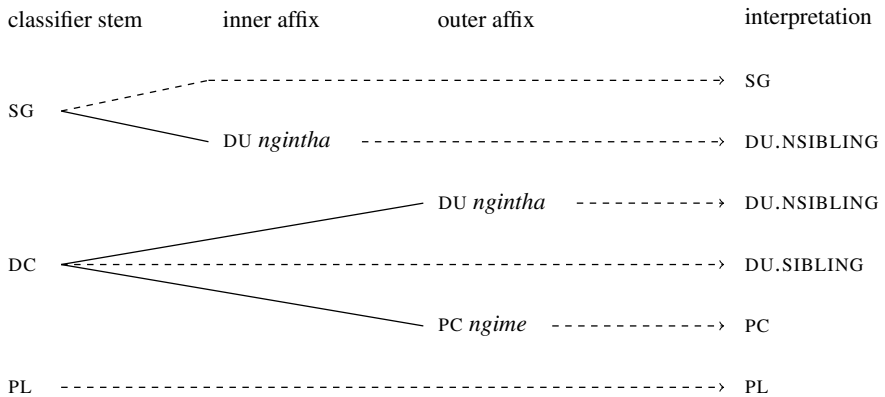 classifier stem inner affix outer affix interpretation
SG
SG
DU ngintha DU.NSIBLING
DU ngintha DU.NSIBLING
DC DU.SIBLING
PC ngime PC
PL PL